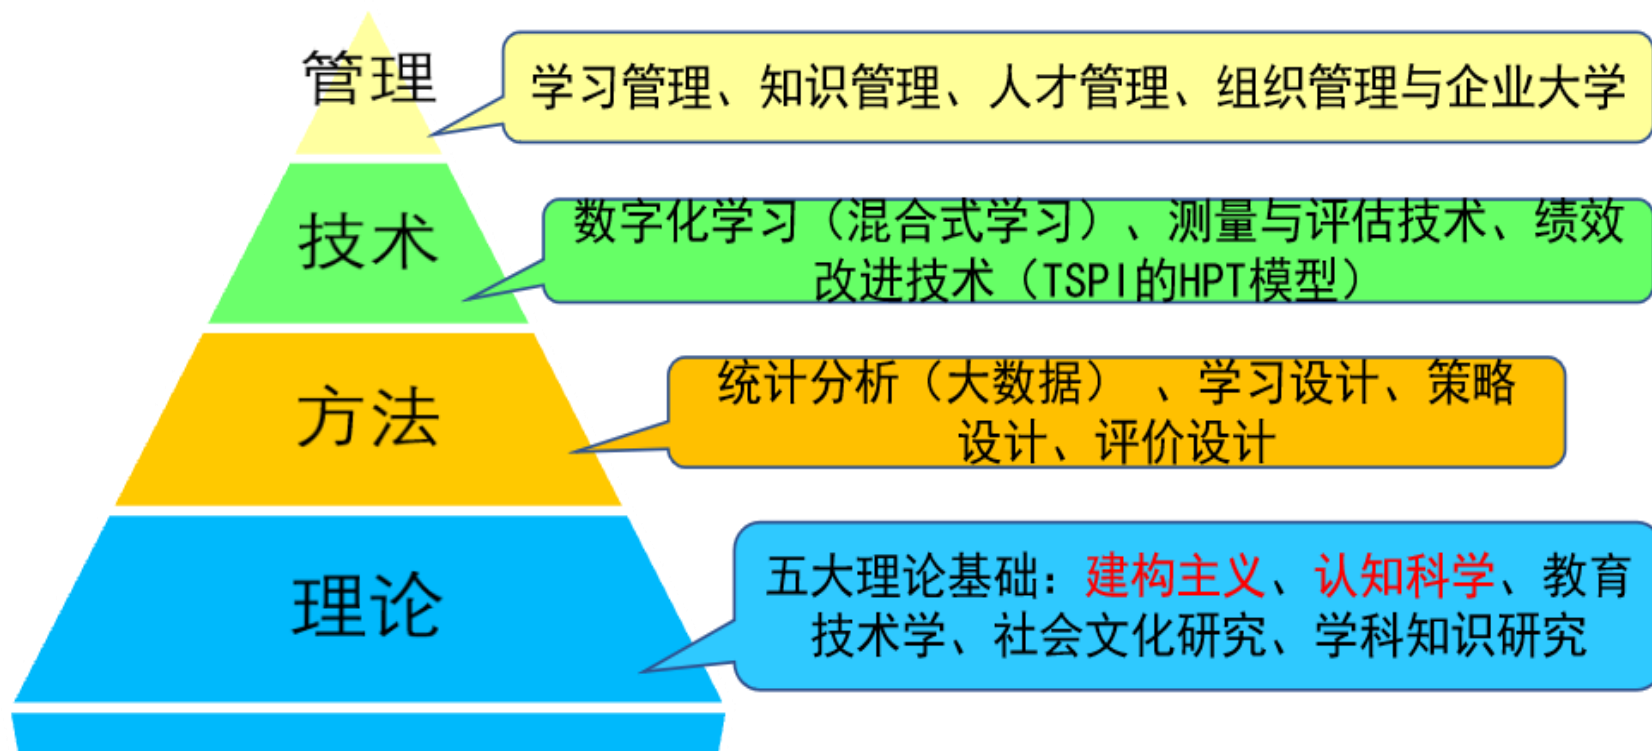 管理
学习管理、知识管理、人才管理、组织管理与企业大学
技术
数字化学习（混合式学习）、测量与评估技术、绩效
改进技术（TSPI的HPT模型）
方法
统计分析（大数据） 、学习设计、策略
设计、评价设计
理论
五大理论基础：建构主义、认知科学、教育
技术学、社会文化研究、学科知识研究